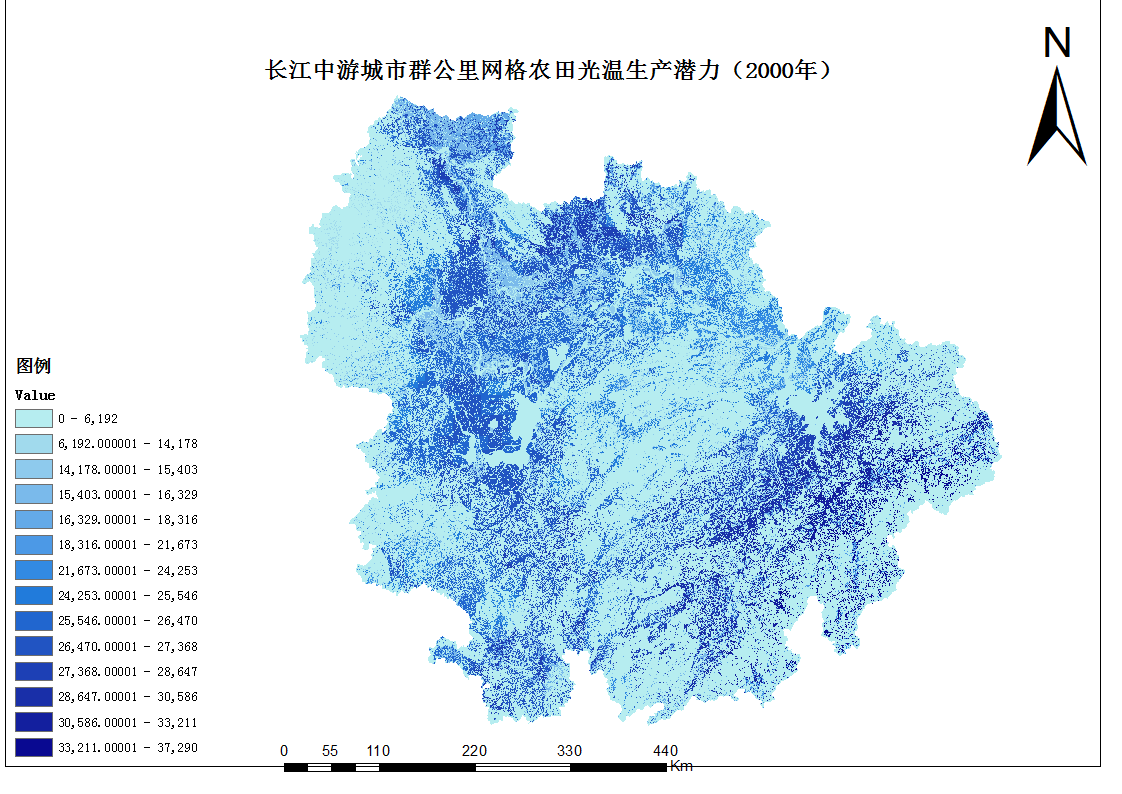 N
长江中游城市群公里网格农田光温生产潜力（2000年）
图例
Value
0 - 6,192
6,192.000001 - 14,178
14,178.00001 - 15,403
15,403.00001 - 16,329
16,329.00001 - 18,316
18,316.00001 - 21,673
21,673.00001 - 24,253
24,253.00001 - 25,546
25,546.00001 - 26,470
26,470.00001 - 27,368
27,368.00001 - 28,647
28,647.00001 - 30,586
30,586.00001 - 33,211
33,211.00001 - 37,290
0 55 110 220 330 440
Km